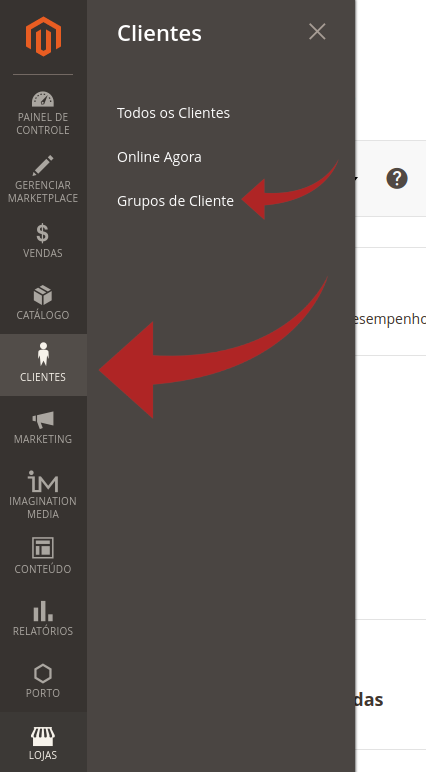 Clientes
Todos os Clientes
Online Agora
Grupos de Cliente
PAINEL DE
CONTROLE
GERENCIAR
MARKETPLACE
$
VENDAS
CATÁLOGO
CLIENTES
MARKETING
iM
IMAGINATION
MEDIA
CONTEÚDO
RELATÓRIOS
PORTO
LOJAS
?
esempenho
das